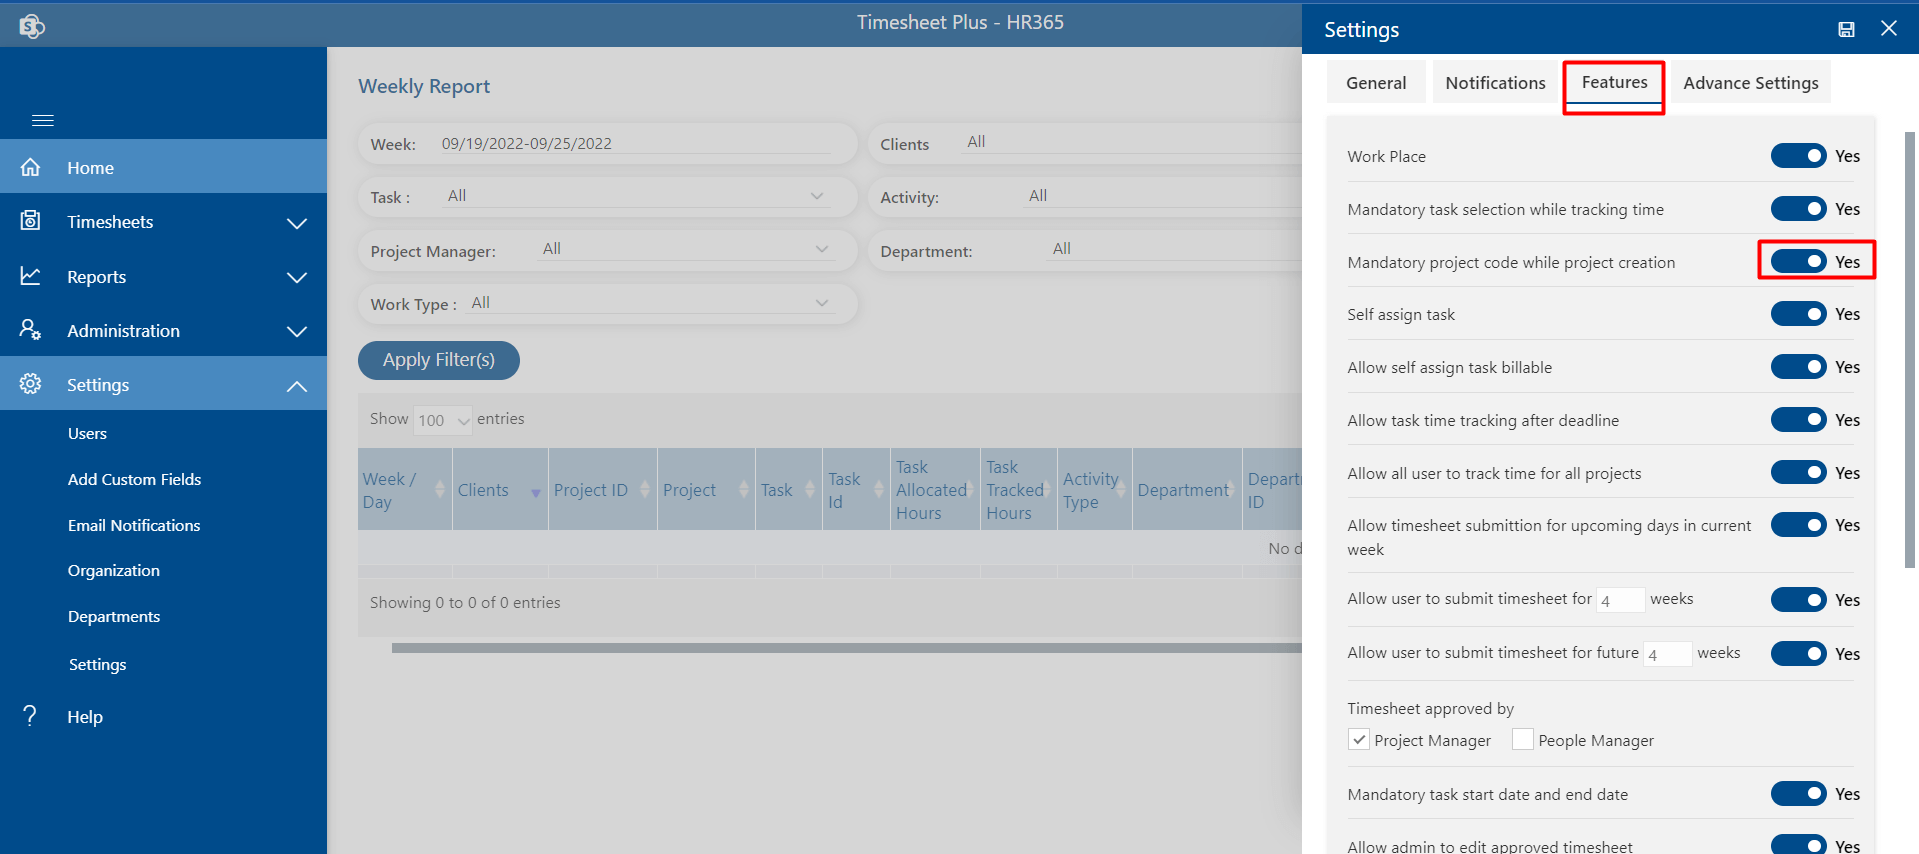 Timesheet Plus - HR365
Home
Timesheets
Reports
Administration
Settings
Users
Add Custom Fields
Email Notifications
Organization
Departments
Settings
? Help
Weekly Report
Week: 09/19/2022-09/25/2022
Clients All
Task : All
Activity: All
Project Manager: All
Department: All
Work Type : All
Apply Filter(s)
Show 100 entries
Week / Day
Clients
Project ID
Project
Task
Task Id
Task Allocated Hours
Task Tracked Hours
Activity Type
Department
Depart ID
No d
Showing 0 to 0 of 0 entries
Settings
General Notifications Features Advance Settings
Work Place Yes
Mandatory task selection while tracking time Yes
Mandatory project code while project creation Yes
Self assign task Yes
Allow self assign task billable Yes
Allow task time tracking after deadline Yes
Allow all user to track time for all projects Yes
Allow timesheet submittion for upcoming days in current Yes
week
Allow user to submit timesheet for 4 weeks Yes
Allow user to submit timesheet for future 4 weeks Yes
Timesheet approved by
Project Manager People Manager
Mandatory task start date and end date Yes
Allow admin to edit approved timesheet Yes